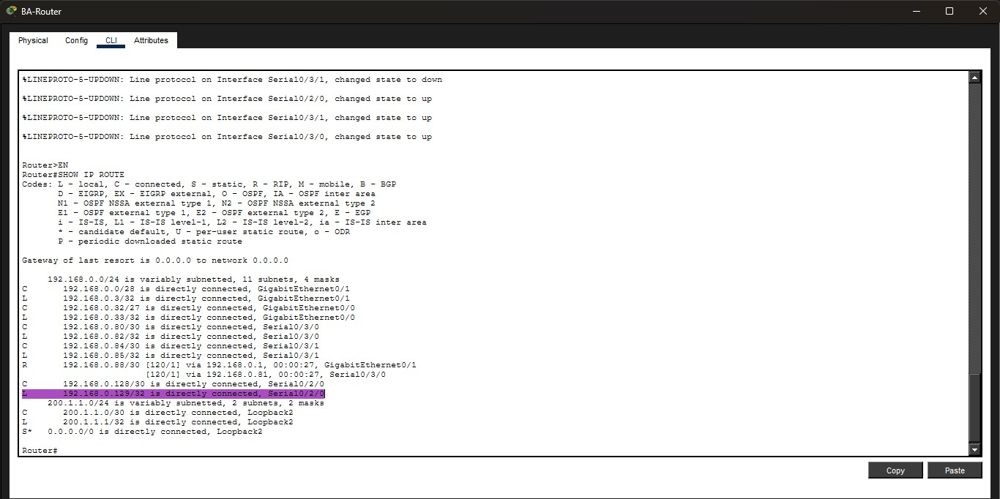 BA-Router
Physical Config CLI Attributes
%LINEPROTO-5-UPDOWN: Line protocol on Interface Serial0/3/1, changed state to down
%LINEPROTO-5-UPDOWN: Line protocol on Interface Serial0/2/0, changed state to up
%LINEPROTO-5-UPDOWN: Line protocol on Interface Serial0/3/1, changed state to up
%LINEPROTO-5-UPDOWN: Line protocol on Interface Serial0/3/0, changed state to up
Router>EN
Router#SHOW IP ROUTE
Codes: L - local, C - connected, S - static, R - RIP, M - mobile, B - BGP
       D - EIGRP, EX - EIGRP external, O - OSPF, IA - OSPF inter area
       N1 - OSPF NSSA external type 1, N2 - OSPF NSSA external type 2
       E1 - OSPF external type 1, E2 - OSPF external type 2, E - EGP
       i - IS-IS, L1 - IS-IS level-1, L2 - IS-IS level-2, ia - IS-IS inter area
       * - candidate default, U - per-user static route, o - ODR
       P - periodic downloaded static route
Gateway of last resort is 0.0.0.0 to network 0.0.0.0
     192.168.0.0/24 is variably subnetted, 11 subnets, 4 masks
C       192.168.0.0/28 is directly connected, GigabitEthernet0/1
L       192.168.0.3/32 is directly connected, GigabitEthernet0/1
C       192.168.0.32/27 is directly connected, GigabitEthernet0/0
L       192.168.0.33/32 is directly connected, GigabitEthernet0/0
C       192.168.0.80/30 is directly connected, Serial0/3/0
L       192.168.0.82/32 is directly connected, Serial0/3/0
C       192.168.0.84/30 is directly connected, Serial0/3/1
L       192.168.0.85/32 is directly connected, Serial0/3/1
R       192.168.0.88/30 [120/1] via 192.168.0.1, 00:00:27, GigabitEthernet0/1
                        [120/1] via 192.168.0.81, 00:00:27, Serial0/3/0
C       192.168.0.128/30 is directly connected, Serial0/2/0
L       192.168.0.129/32 is directly connected, Serial0/2/0
     200.1.1.0/24 is variably subnetted, 2 subnets, 2 masks
C       200.1.1.0/30 is directly connected, Loopback2
L       200.1.1.1/32 is directly connected, Loopback2
S*   0.0.0.0/0 is directly connected, Loopback2
Router#
Copy Paste